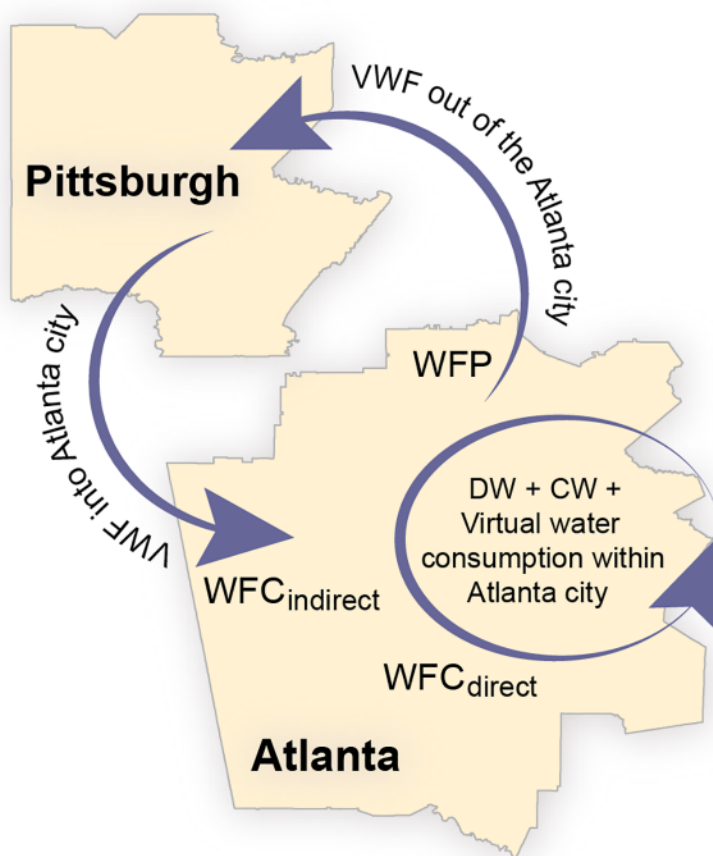 VWF out of the Atlanta city
Pittsburgh
VWF into Atlanta city
WFP
DW + CW +
Virtual water
consumption within
Atlanta city
WFCindirect
WFCdirect
Atlanta